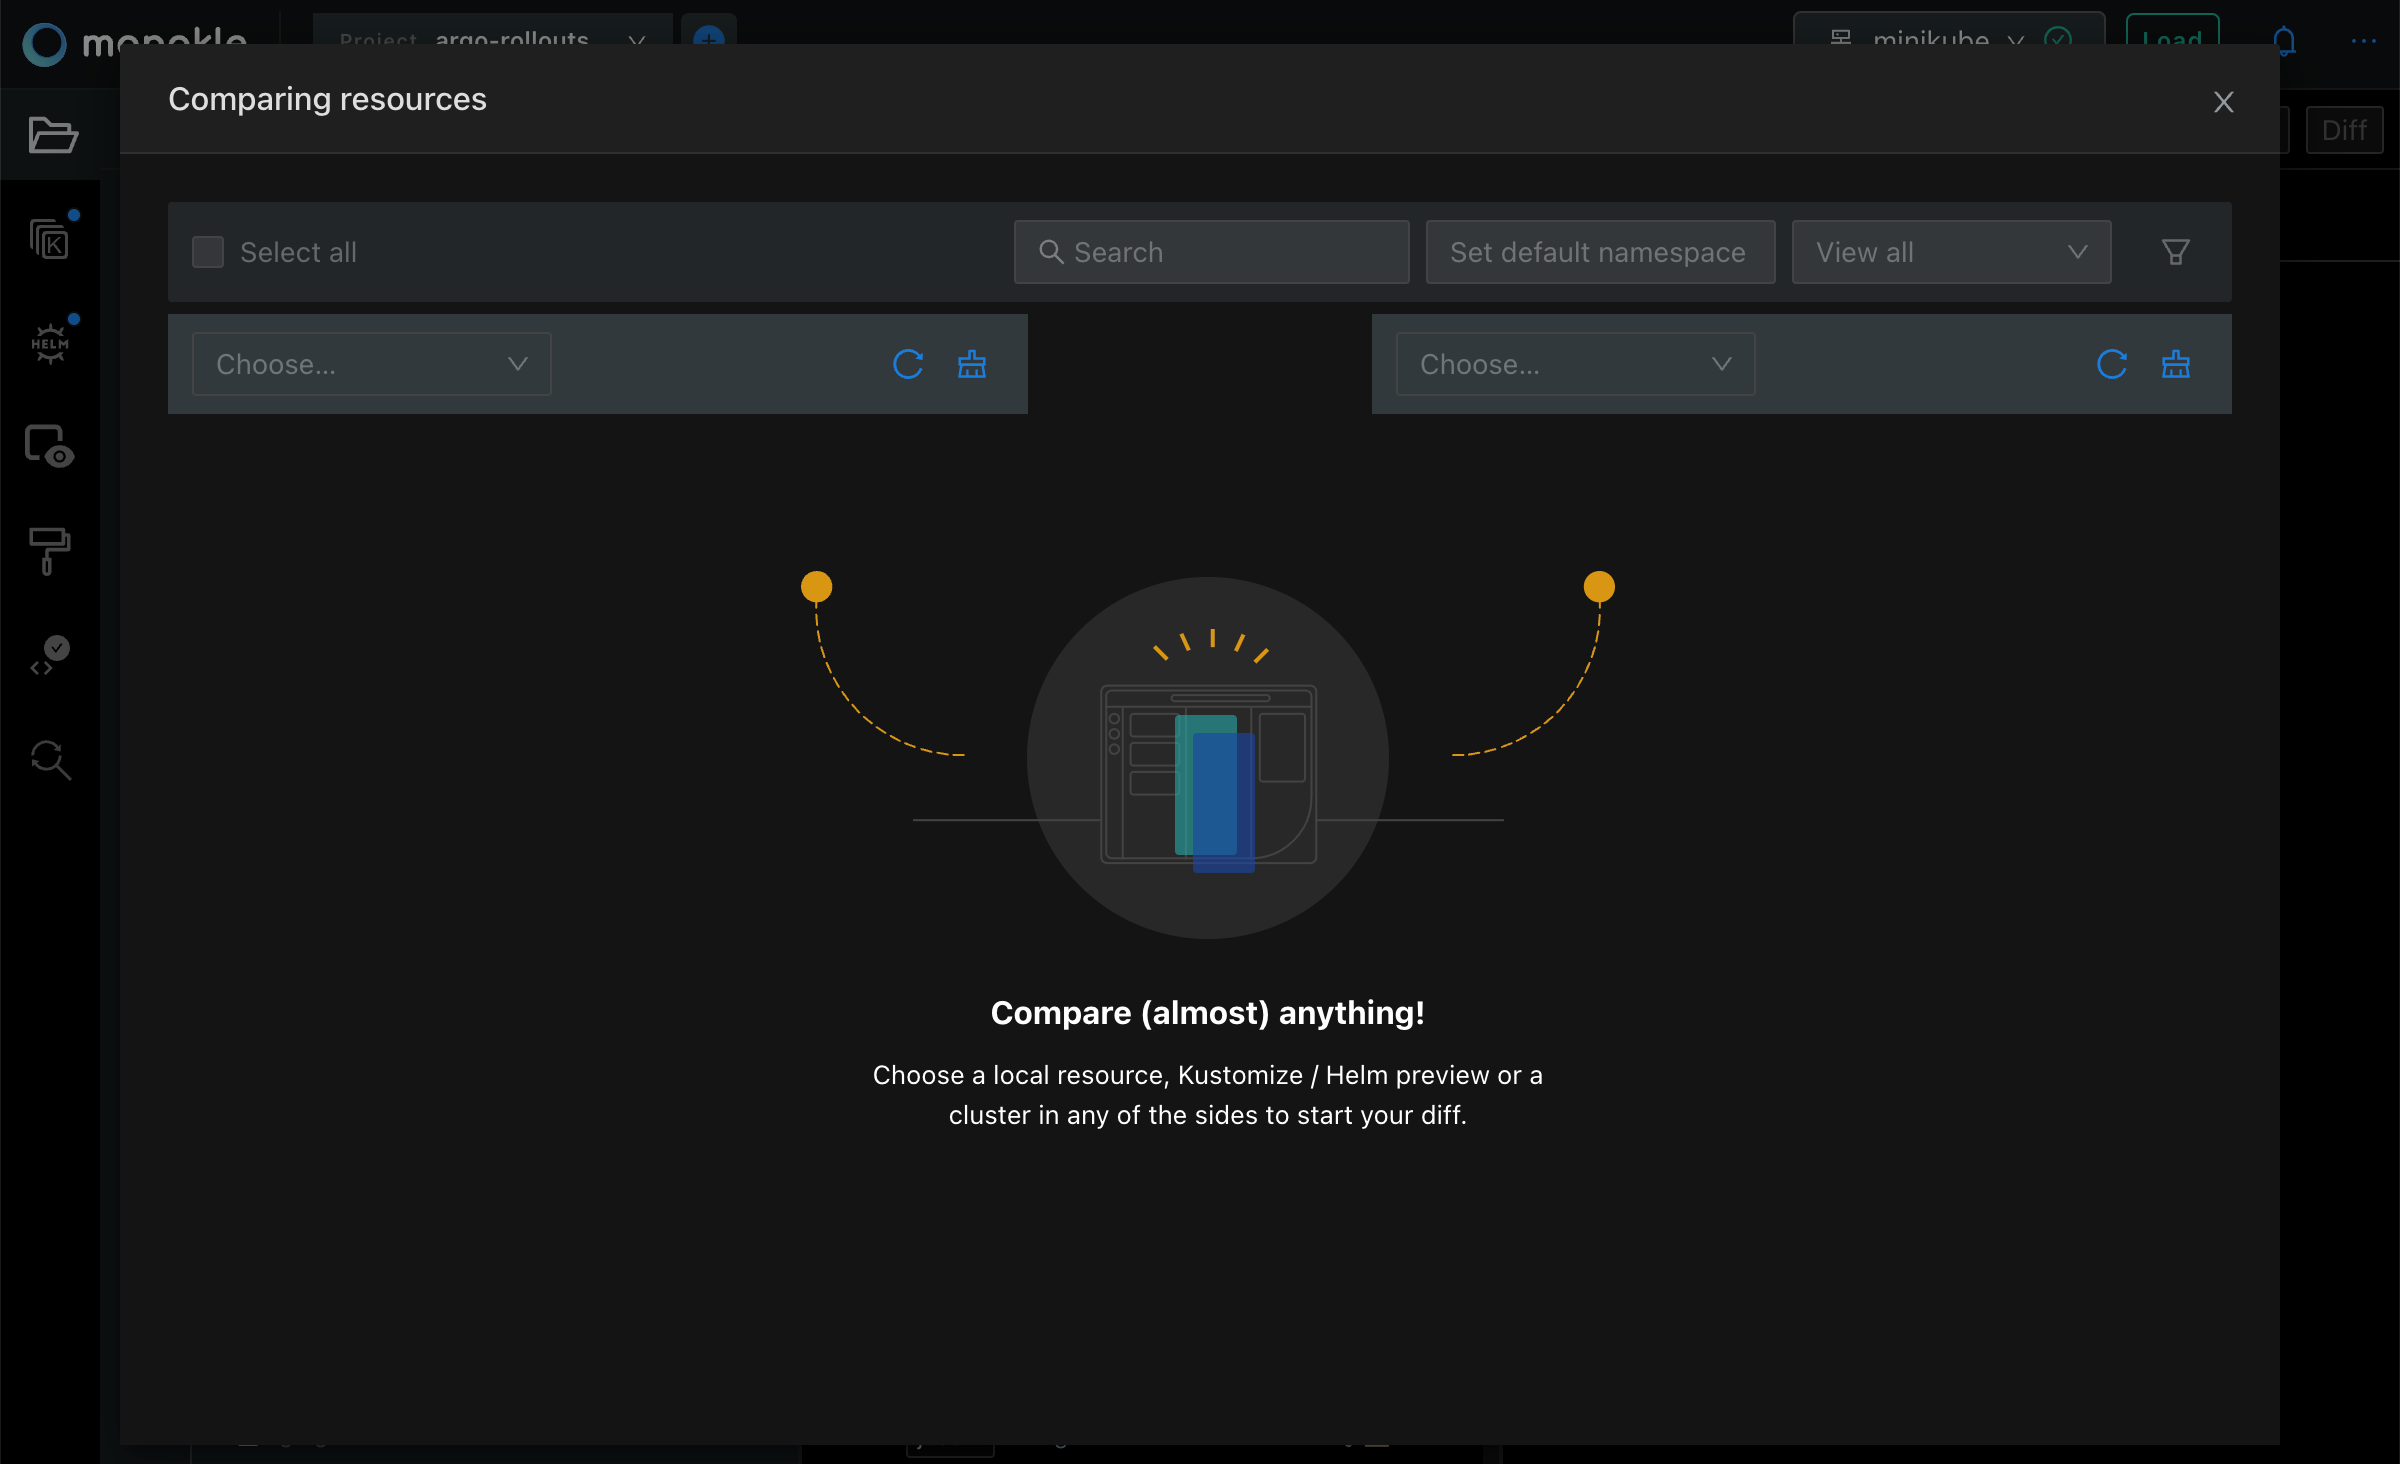 monokle
Project argo-rollouts
minikube
Load
Comparing resources
Diff
K
Select all
Search
Set default namespace
View all
HELM
Choose...
Choose...
Compare (almost) anything!
Choose a local resource, Kustomize / Helm preview or a
cluster in any of the sides to start your diff.